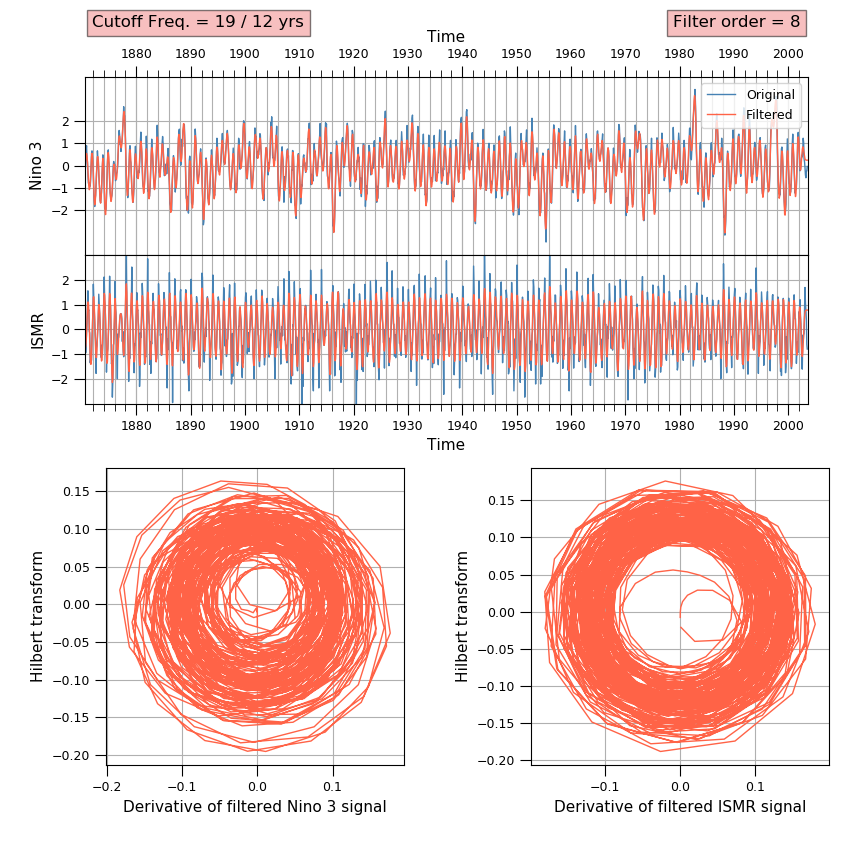 Cutoff Freq. = 19 / 12 yrs
Filter order = 8
Time
1880 1890 1900 1910 1920 1930 1940 1950 1960 1970 1980 1990 2000
Original
Filtered
Nino 3
2
1
0
−1
−2
ISMR
2
1
0
−1
−2
1880 1890 1900 1910 1920 1930 1940 1950 1960 1970 1980 1990 2000
Time
Hilbert transform
0.15
0.10
0.05
0.00
−0.05
−0.10
−0.15
−0.20
−0.2 −0.1 0.0 0.1
Derivative of filtered Nino 3 signal
Hilbert transform
0.15
0.10
0.05
0.00
−0.05
−0.10
−0.15
−0.20
−0.1 0.0 0.1
Derivative of filtered ISMR signal